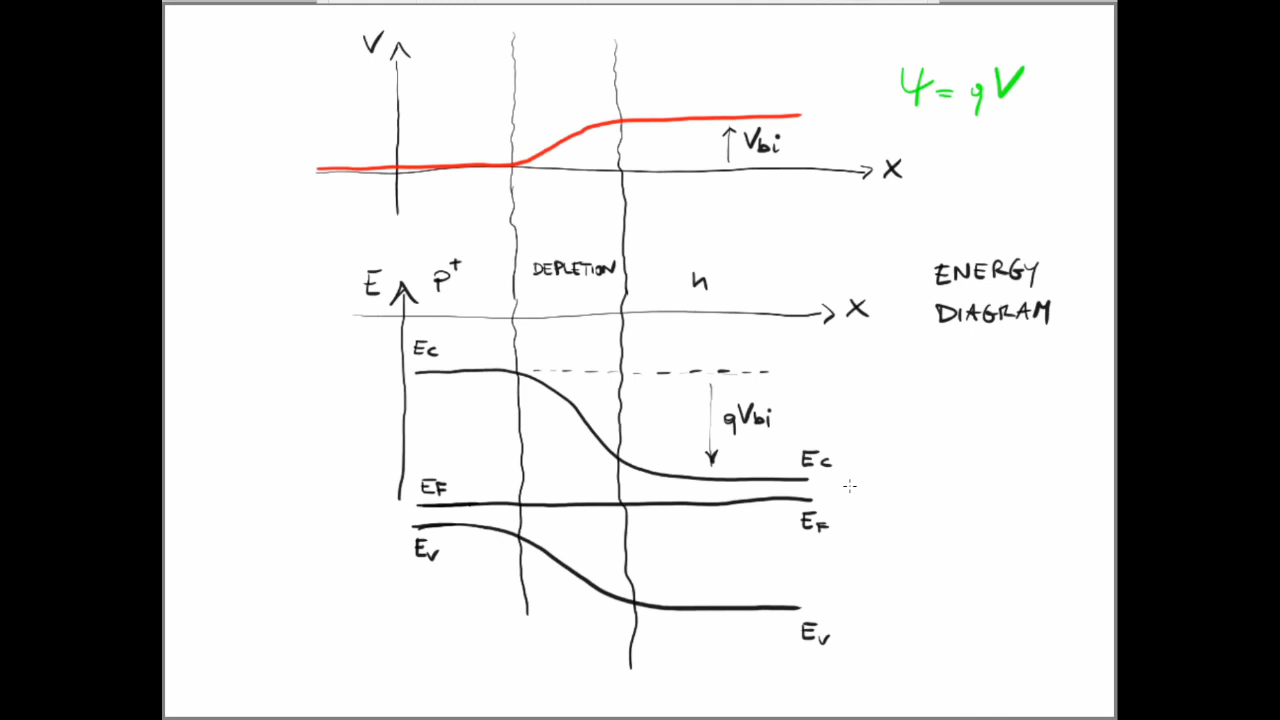 V
Ψ = qV
Vbi
X
E
P+
DEPLETION
n
ENERGY
DIAGRAM
X
Ec
qVbi
Ec
EF
EF
Ev
Ev